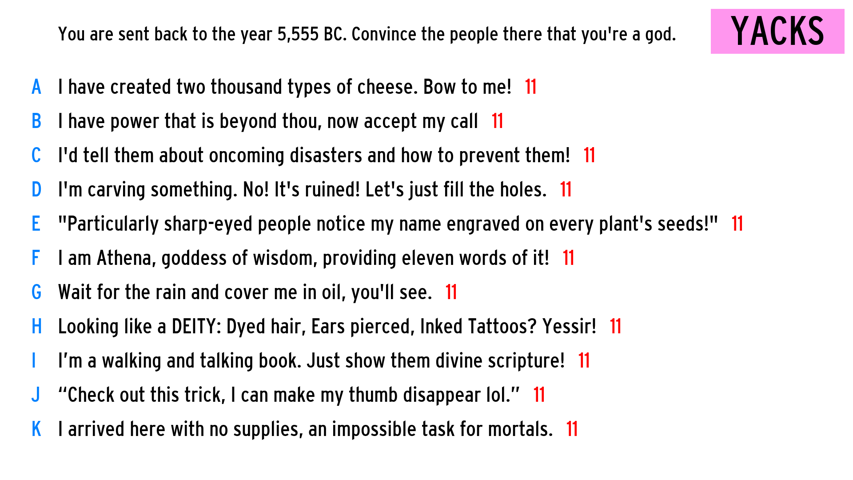 You are sent back to the year 5,555 BC. Convince the people there that you're a god.
YACKS
A I have created two thousand types of cheese. Bow to me! 11
B I have power that is beyond thou, now accept my call 11
C I'd tell them about oncoming disasters and how to prevent them! 11
D I'm carving something. No! It's ruined! Let's just fill the holes. 11
E "Particularly sharp-eyed people notice my name engraved on every plant's seeds!" 11
F I am Athena, goddess of wisdom, providing eleven words of it! 11
G Wait for the rain and cover me in oil, you'll see. 11
H Looking like a DEITY: Dyed hair, Ears pierced, Inked Tattoos? Yessir! 11
I I’m a walking and talking book. Just show them divine scripture! 11
J “Check out this trick, I can make my thumb disappear lol.” 11
K I arrived here with no supplies, an impossible task for mortals. 11